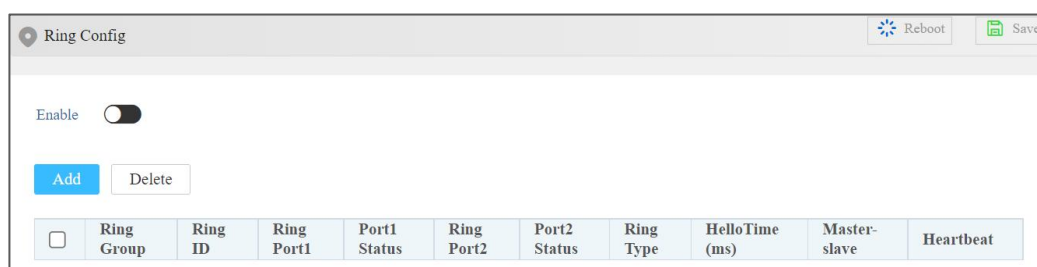 Ring Config
Reboot
Save
Enable
Add
Delete
Ring Group
Ring ID
Ring Port1
Port1 Status
Ring Port2
Port2 Status
Ring Type
HelloTime (ms)
Master-slave
Heartbeat